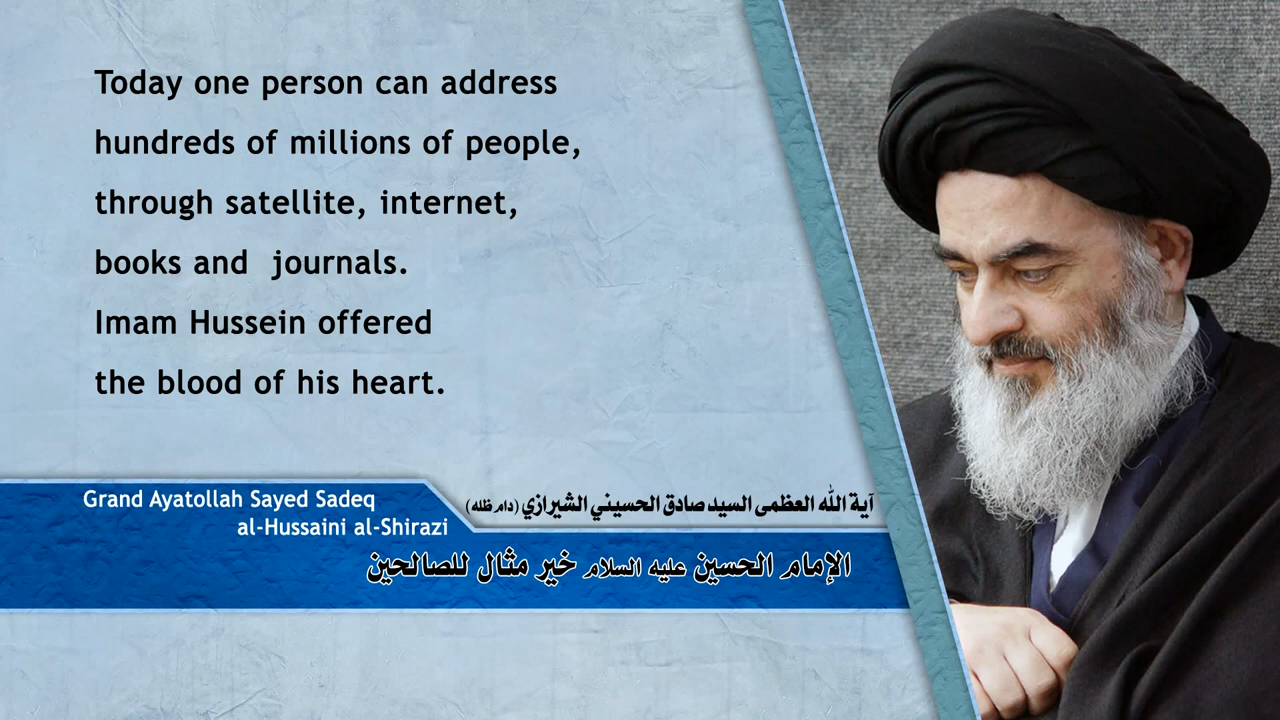 Today one person can address
hundreds of millions of people,
through satellite, internet,
books and  journals.
Imam Hussein offered
the blood of his heart.
Grand Ayatollah Sayed Sadeq
al-Hussaini al-Shirazi
آية الله العظمى السيد صادق الحسيني الشيرازي (دام ظله)
الإمام الحسين عليه السلام خير مثال للصالحين